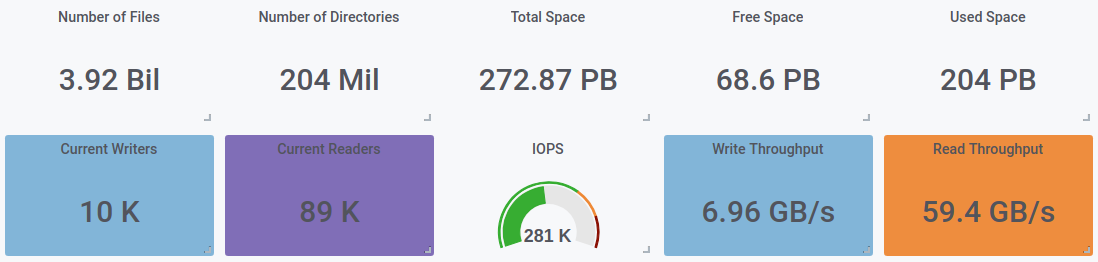 Number of Files
3.92 Bil
Number of Directories
204 Mil
Total Space
272.87 PB
Free Space
68.6 PB
Used Space
204 PB
Current Writers
10 K
Current Readers
89 K
IOPS
281 K
Write Throughput
6.96 GB/s
Read Throughput
59.4 GB/s